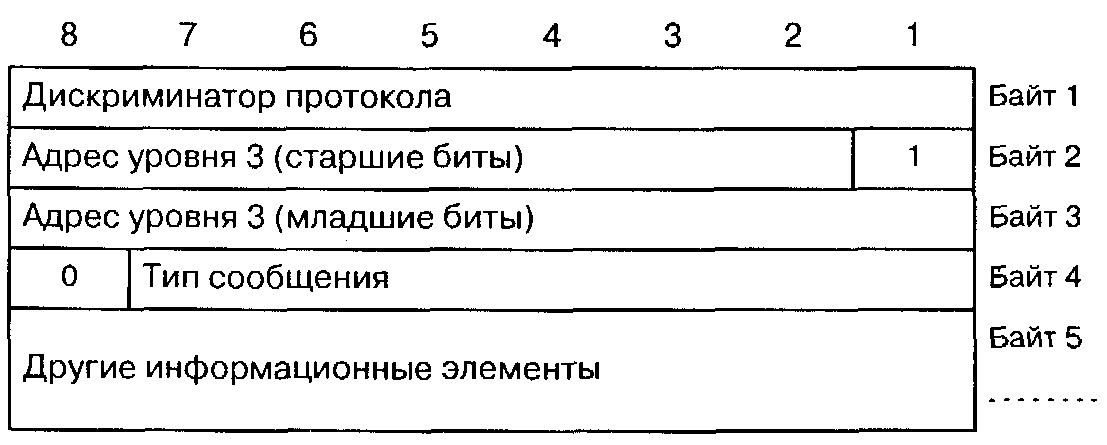 8 7 6 5 4 3 2 1
Дискриминатор протокола Байт 1
Адрес уровня 3 (старшие биты) 1 Байт 2
Адрес уровня 3 (младшие биты) Байт 3
0 Тип сообщения Байт 4
Байт 5
Другие информационные элементы
.........